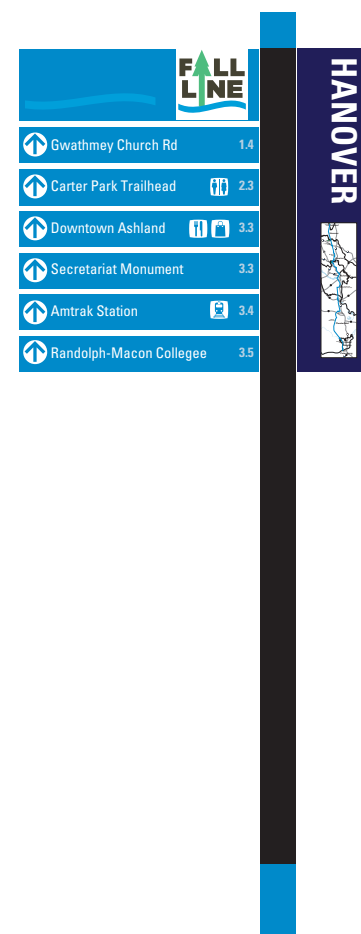 FALL
LINE
Gwathmey Church Rd 1.4
Carter Park Trailhead 2.3
Downtown Ashland 3.3
Secretariat Monument 3.3
Amtrak Station 3.4
Randolph-Macon Collegee 3.5
HANOVER